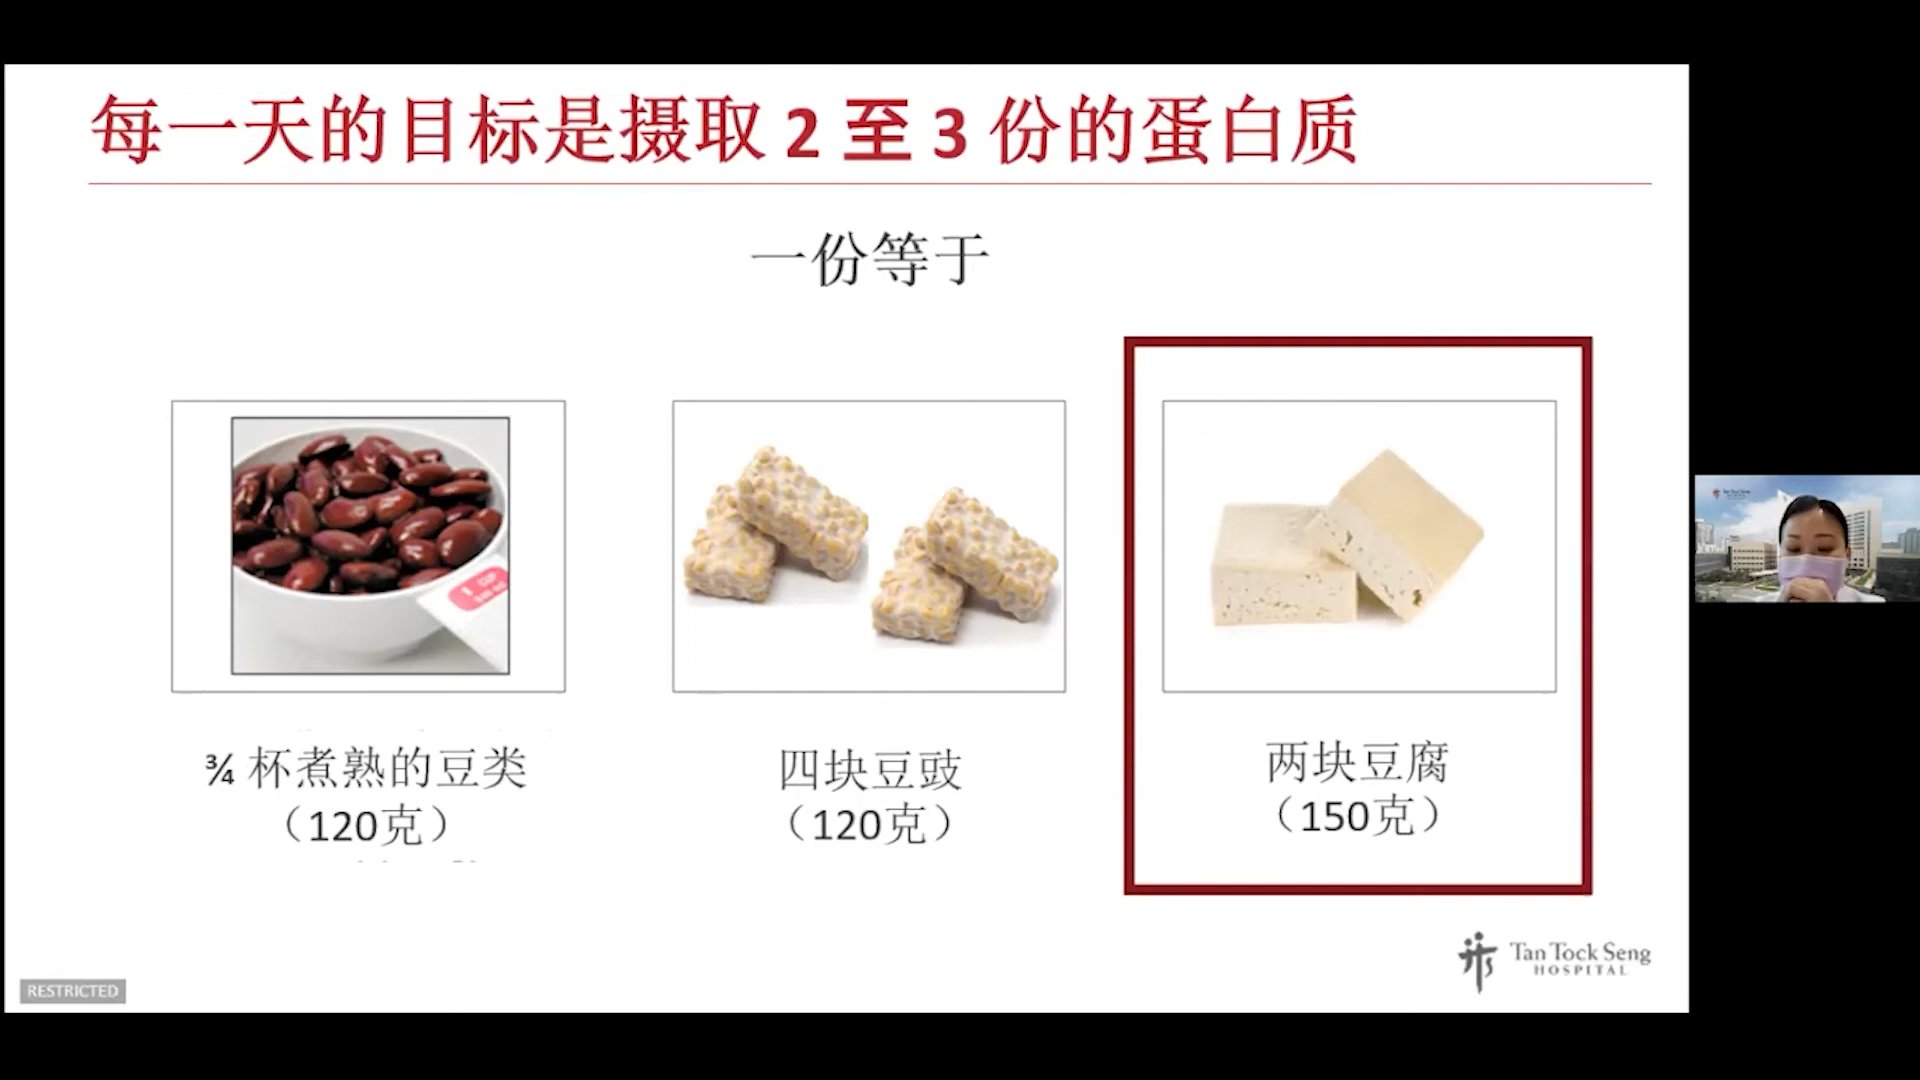 每一天的目标是摄取 2 至 3 份的蛋白质
一份等于
¾ 杯煮熟的豆类
（120克）
四块豆豉
（120克）
两块豆腐
（150克）
Tan Tock Seng
HOSPITAL
RESTRICTED